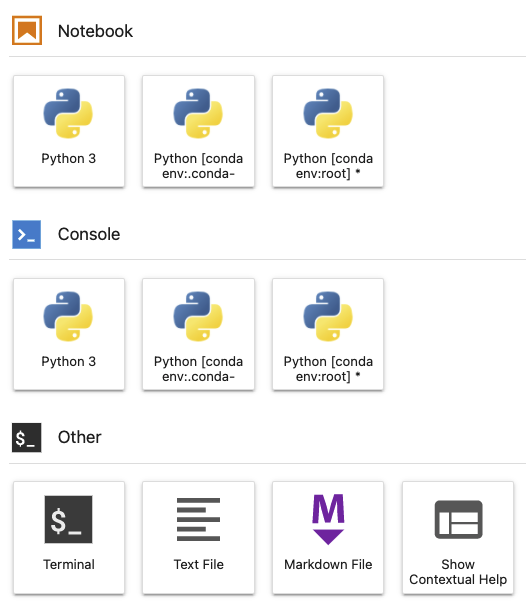 Notebook
Python 3
Python [conda
env:.conda-
Python [conda
env:root] *
Console
Python 3
Python [conda
env:.conda-
Python [conda
env:root] *
$_ Other
$_
Terminal
Text File
M
Markdown File
Show
Contextual Help